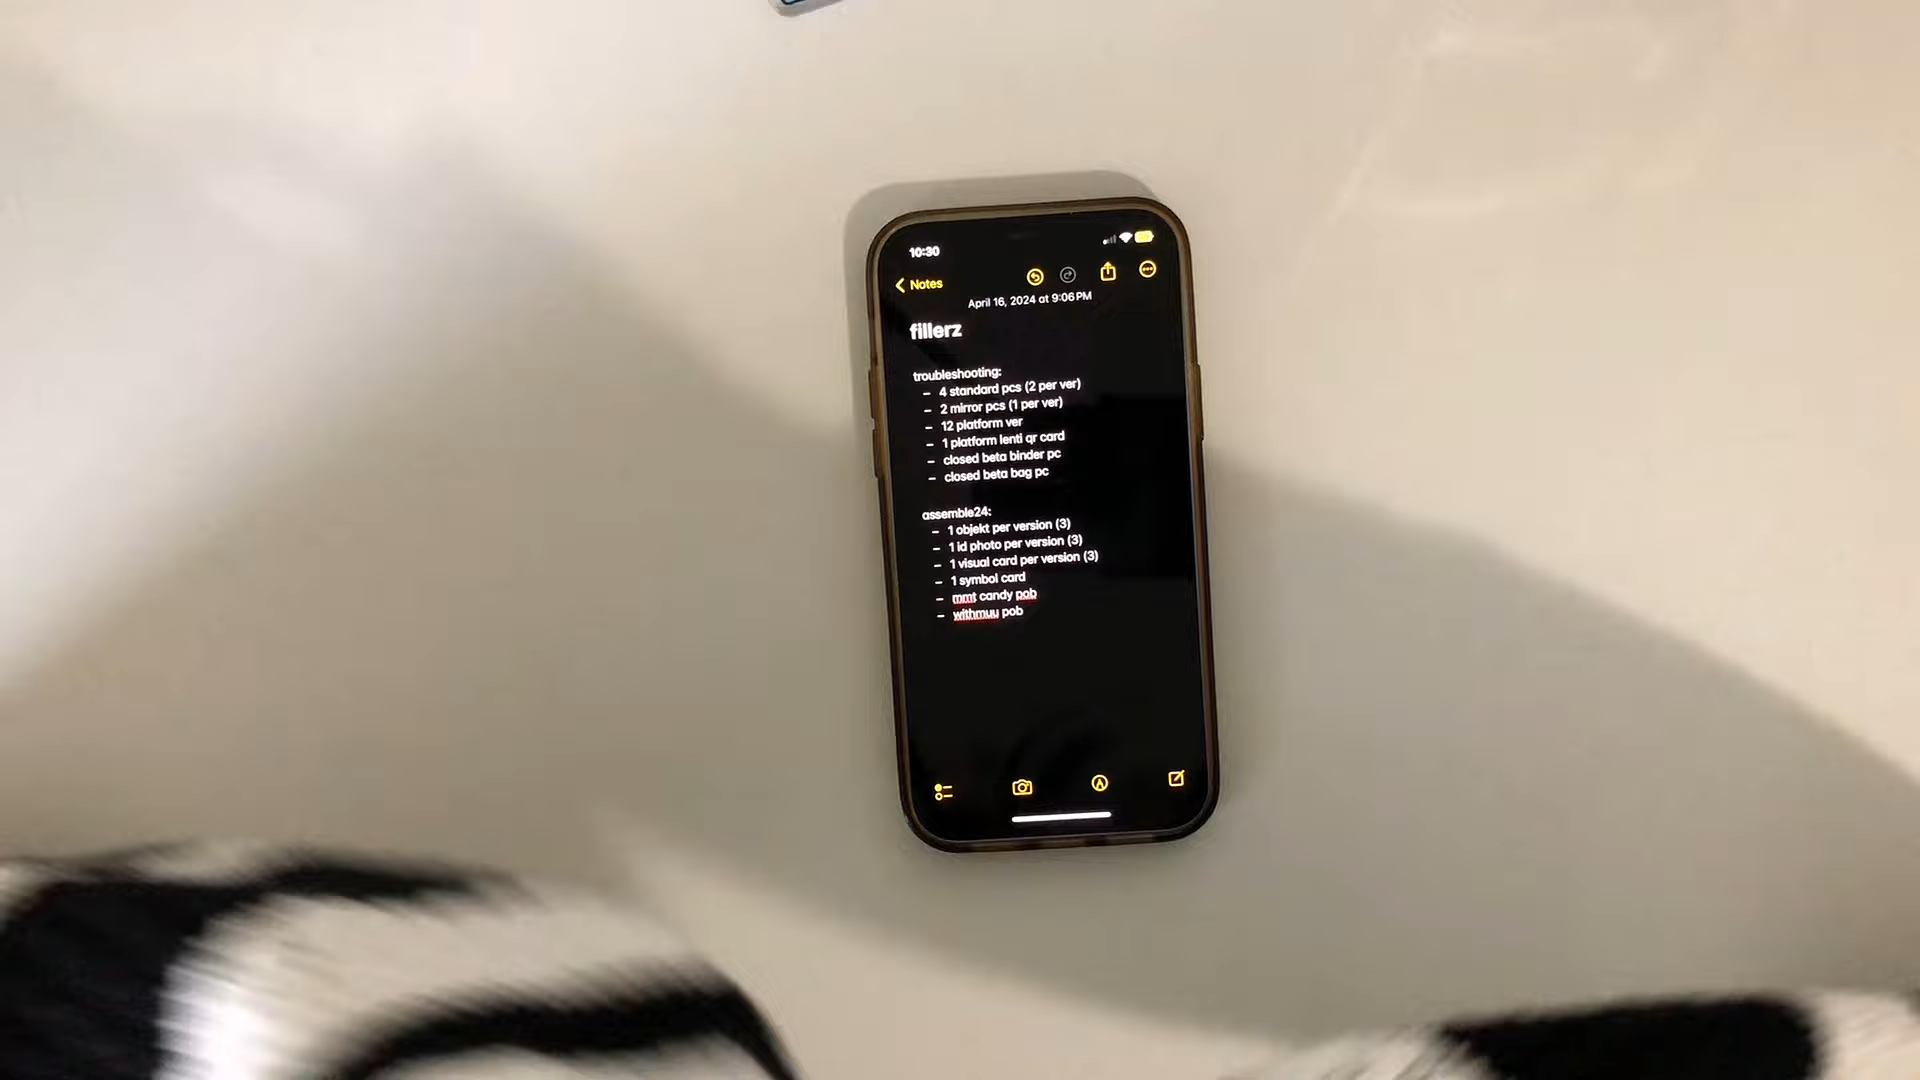 10:30
Notes
April 16, 2024 at 9:06 PM
fillerz
troubleshooting:
– 4 standard pcs (2 per ver)
– 2 mirror pcs (1 per ver)
– 12 platform ver
– 1 platform lenti qr card
– closed beta binder pc
– closed beta bag pc
assemble24:
– 1 objekt per version (3)
– 1 id photo per version (3)
– 1 visual card per version (3)
– 1 symbol card
– mmt candy pob
– withmuu pob